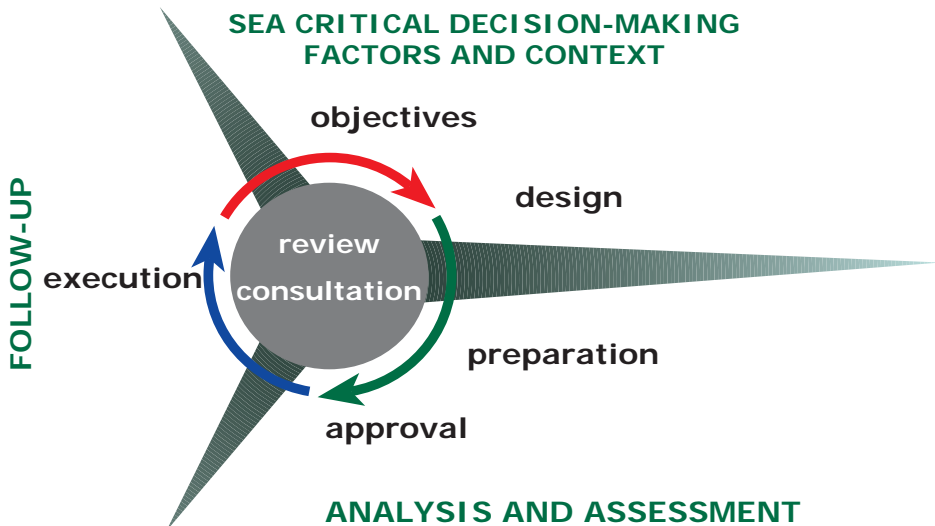 SEA CRITICAL DECISION-MAKING
FACTORS AND CONTEXT
objectives
design
review
consultation
execution
FOLLOW-UP
preparation
approval
ANALYSIS AND ASSESSMENT